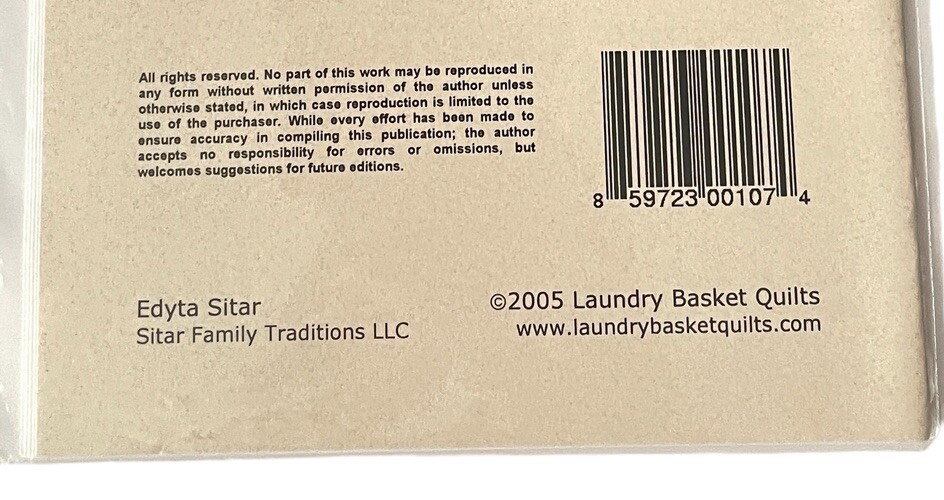 All rights reserved. No part of this work may be reproduced in
any form without written permission of the author unless
otherwise stated, in which case reproduction is limited to the
use of the purchaser. While every effort has been made to
ensure accuracy in compiling this publication; the author
accepts no responsibility for errors or omissions, but
welcomes suggestions for future editions.
8 59723 00107 4
Edyta Sitar
Sitar Family Traditions LLC
©2005 Laundry Basket Quilts
www.laundrybasketquilts.com